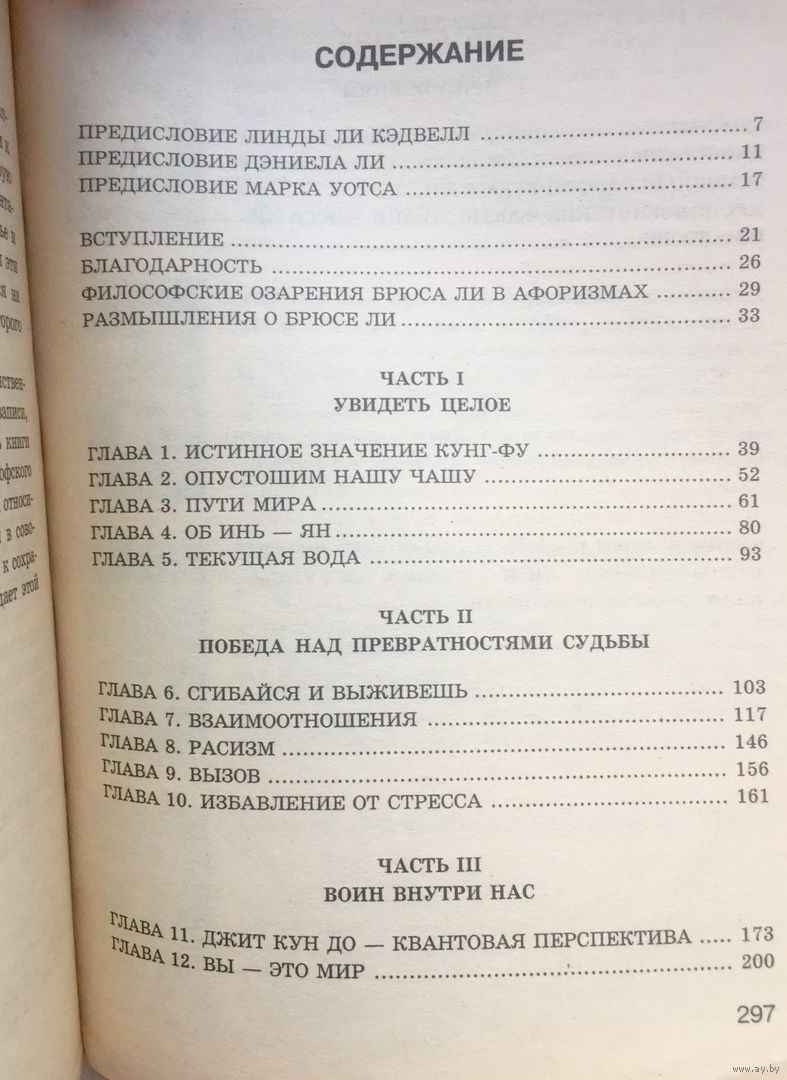 СОДЕРЖАНИЕ
ПРЕДИСЛОВИЕ ЛИНДЫ ЛИ КЭДВЕЛЛ ........ 7
ПРЕДИСЛОВИЕ ДЭНИЕЛА ЛИ ........ 11
ПРЕДИСЛОВИЕ МАРКА УОТСА ........ 17
ВСТУПЛЕНИЕ ........ 21
БЛАГОДАРНОСТЬ ........ 26
ФИЛОСОФСКИЕ ОЗАРЕНИЯ БРЮСА ЛИ В АФОРИЗМАХ ........ 29
РАЗМЫШЛЕНИЯ О БРЮСЕ ЛИ ........ 33
ЧАСТЬ I
УВИДЕТЬ ЦЕЛОЕ
ГЛАВА 1. ИСТИННОЕ ЗНАЧЕНИЕ КУНГ-ФУ ........ 39
ГЛАВА 2. ОПУСТОШИМ НАШУ ЧАШУ ........ 52
ГЛАВА 3. ПУТИ МИРА ........ 61
ГЛАВА 4. ОБ ИНЬ — ЯН ........ 80
ГЛАВА 5. ТЕКУЩАЯ ВОДА ........ 93
ЧАСТЬ II
ПОБЕДА НАД ПРЕВРАТНОСТЯМИ СУДЬБЫ
ГЛАВА 6. СГИБАЙСЯ И ВЫЖИВЕШЬ ........ 103
ГЛАВА 7. ВЗАИМООТНОШЕНИЯ ........ 117
ГЛАВА 8. РАСИЗМ ........ 146
ГЛАВА 9. ВЫЗОВ ........ 156
ГЛАВА 10. ИЗБАВЛЕНИЕ ОТ СТРЕССА ........ 161
ЧАСТЬ III
ВОИН ВНУТРИ НАС
ГЛАВА 11. ДЖИТ КУН ДО — КВАНТОВАЯ ПЕРСПЕКТИВА ..... 173
ГЛАВА 12. ВЫ — ЭТО МИР ........ 200
297
www.ay.by